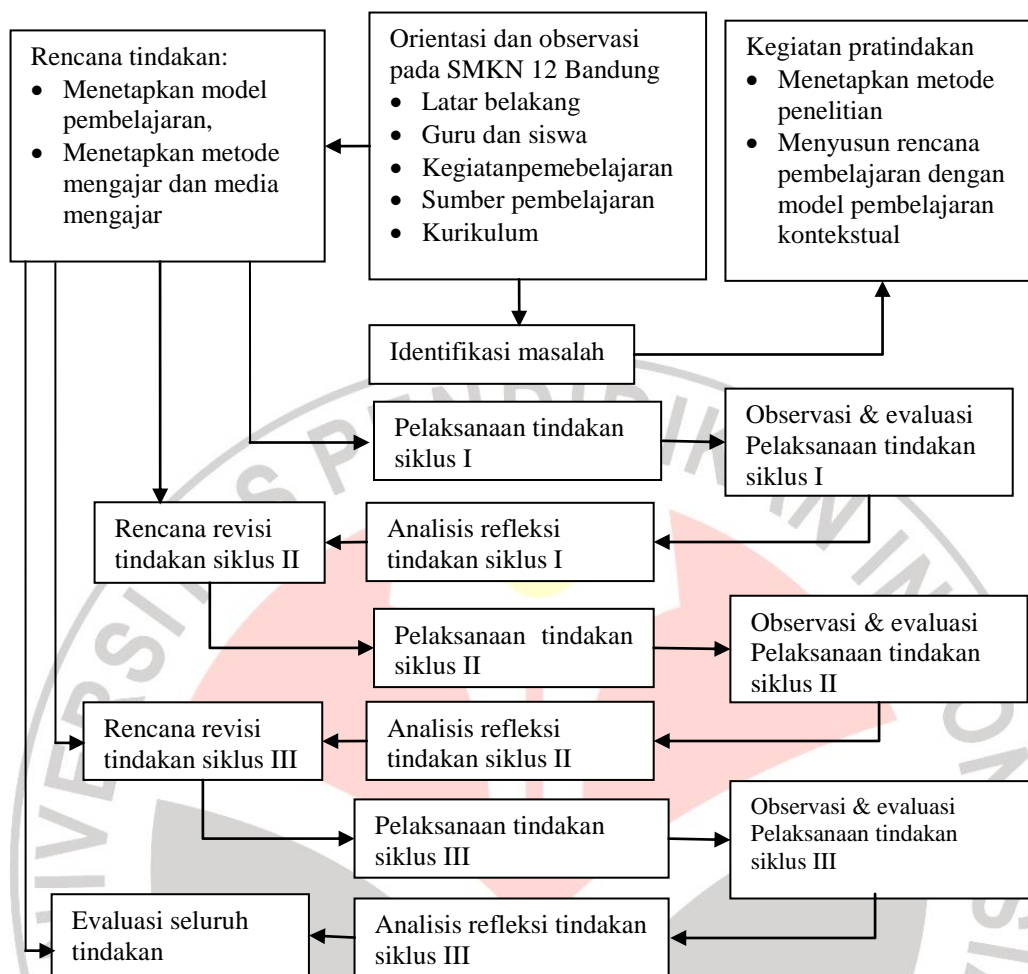 Rencana tindakan:
• Menetapkan model
pembelajaran,
• Menetapkan metode
mengajar dan media
mengajar
Orientasi dan observasi
pada SMKN 12 Bandung
• Latar belakang
• Guru dan siswa
• Kegiatanpemebelajaran
• Sumber pembelajaran
• Kurikulum
Kegiatan pratindakan
• Menetapkan metode
penelitian
• Menyusun rencana
pembelajaran dengan
model pembelajaran
kontekstual
Identifikasi masalah
Pelaksanaan tindakan
siklus I
Observasi & evaluasi
Pelaksanaan tindakan
siklus I
Rencana revisi
tindakan siklus II
Analisis refleksi
tindakan siklus I
Pelaksanaan tindakan
siklus II
Observasi & evaluasi
Pelaksanaan tindakan
siklus II
Rencana revisi
tindakan siklus III
Analisis refleksi
tindakan siklus II
Pelaksanaan tindakan
siklus III
Observasi & evaluasi
Pelaksanaan tindakan
siklus III
Evaluasi seluruh
tindakan
Analisis refleksi tindakan
siklus III